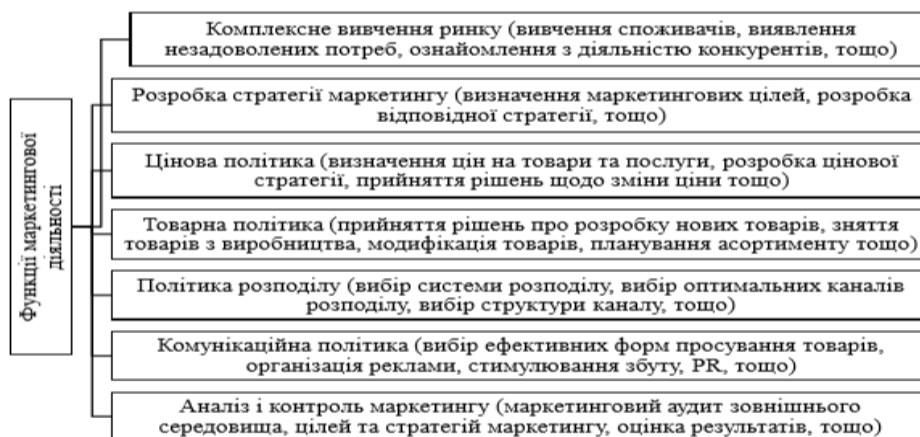 Функції маркетингової
діяльності
Комплексне вивчення ринку (вивчення споживачів, виявлення
незадоволених потреб, ознайомлення з діяльністю конкурентів, тощо)
Розробка стратегії маркетингу (визначення маркетингових цілей, розробка
відповідної стратегії, тощо)
Цінова політика (визначення цін на товари та послуги, розробка цінової
стратегії, прийняття рішень щодо зміни ціни тощо)
Товарна політика (прийняття рішень про розробку нових товарів, зняття
товарів з виробництва, модифікація товарів, планування асортименту тощо)
Політика розподілу (вибір системи розподілу, вибір оптимальних каналів
розподілу, вибір структури каналу, тощо)
Комунікаційна політика (вибір ефективних форм просування товарів,
організація реклами, стимулювання збуту, PR, тощо)
Аналіз і контроль маркетингу (маркетинговий аудит зовнішнього
середовища, цілей та стратегій маркетингу, оцінка результатів, тощо)